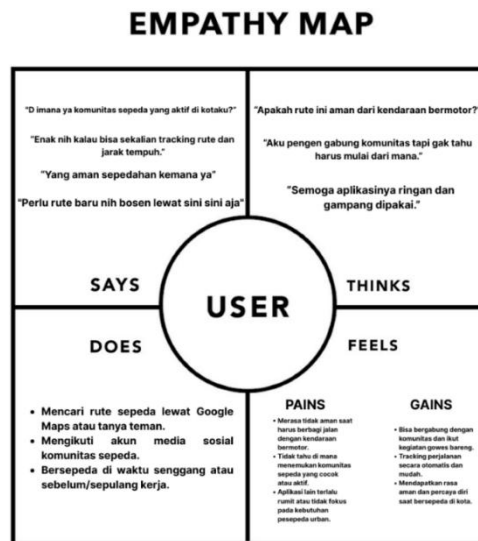 EMPATHY MAP
"D imana ya komunitas sepeda yang aktif di kotaku?"
"Enak nih kalau bisa sekalian tracking rute dan
jarak tempuh."
"Yang aman sepedahan kemana ya"
"Perlu rute baru nih bosen lewat sini sini aja"
SAYS
"Apakah rute ini aman dari kendaraan bermotor?"
"Aku pengen gabung komunitas tapi gak tahu
harus mulai dari mana."
"Semoga aplikasinya ringan dan
gampang dipakai."
THINKS
USER
DOES
• Mencari rute sepeda lewat Google
Maps atau tanya teman.
• Mengikuti akun media sosial
komunitas sepeda.
• Bersepeda di waktu senggang atau
sebelum/sepulang kerja.
FEELS
PAINS
• Merasa tidak aman saat
harus berbagi jalan
dengan kendaraan
bermotor.
• Tidak tahu di mana
menemukan komunitas
sepeda yang cocok
atau aktif.
• Aplikasi lain terlalu
rumit atau tidak fokus
pada kebutuhan
pesepeda urban.
GAINS
• Bisa bergabung dengan
komunitas dan ikut
kegiatan gowes bareng.
• Tracking perjalanan
secara otomatis dan
mudah.
• Mendapatkan rasa
aman dan percaya diri
saat bersepeda di kota.